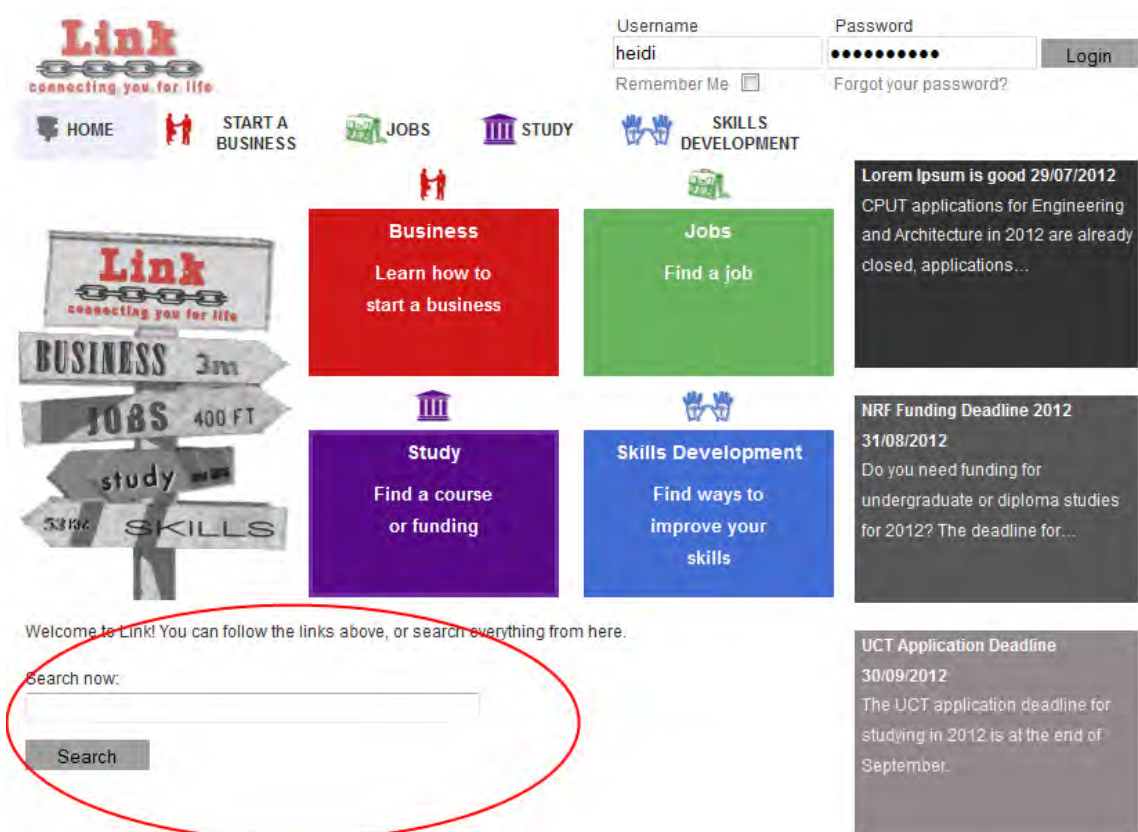 Link
connecting you for life
Username
Password
heidi
Login
Remember Me
Forgot your password?
HOME
START A
BUSINESS
JOBS
STUDY
SKILLS
DEVELOPMENT
Link
connecting you for life
BUSINESS 3m
JOBS 400 FT
study
SKILLS
Business
Learn how to
start a business
Jobs
Find a job
Study
Find a course
or funding
Skills Development
Find ways to
improve your
skills
Lorem Ipsum is good 29/07/2012
CPUT applications for Engineering
and Architecture in 2012 are already
closed, applications...
NRF Funding Deadline 2012
31/08/2012
Do you need funding for
undergraduate or diploma studies
for 2012? The deadline for...
UCT Application Deadline
30/09/2012
The UCT application deadline for
studying in 2012 is at the end of
September.
Welcome to Link! You can follow the links above, or search everything from here.
Search now:
Search